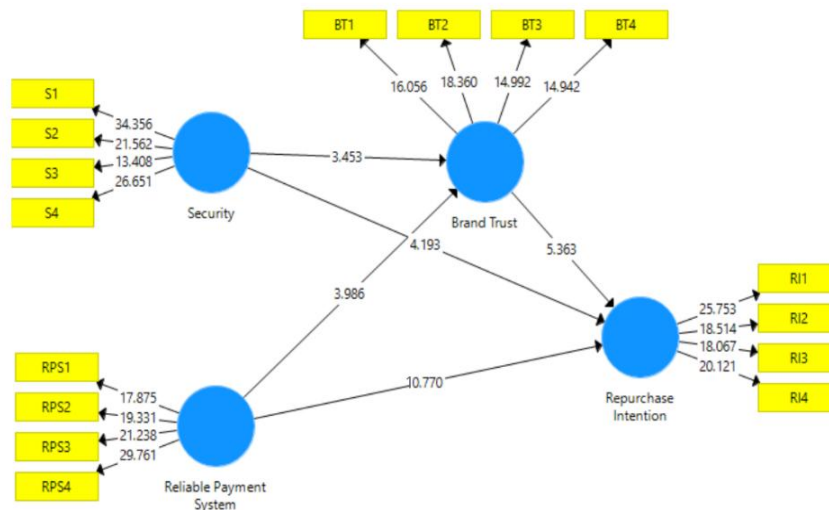 BT1
BT2
BT3
BT4
16.056
18.360
14.992
14.942
S1
S2
S3
S4
34.356
21.562
13.408
26.651
Security
3.453
Brand Trust
4.193
5.363
3.986
10.770
RI1
RI2
RI3
RI4
25.753
18.514
18.067
20.121
Repurchase
Intention
RPS1
RPS2
RPS3
RPS4
17.875
19.331
21.238
29.761
Reliable Payment
System